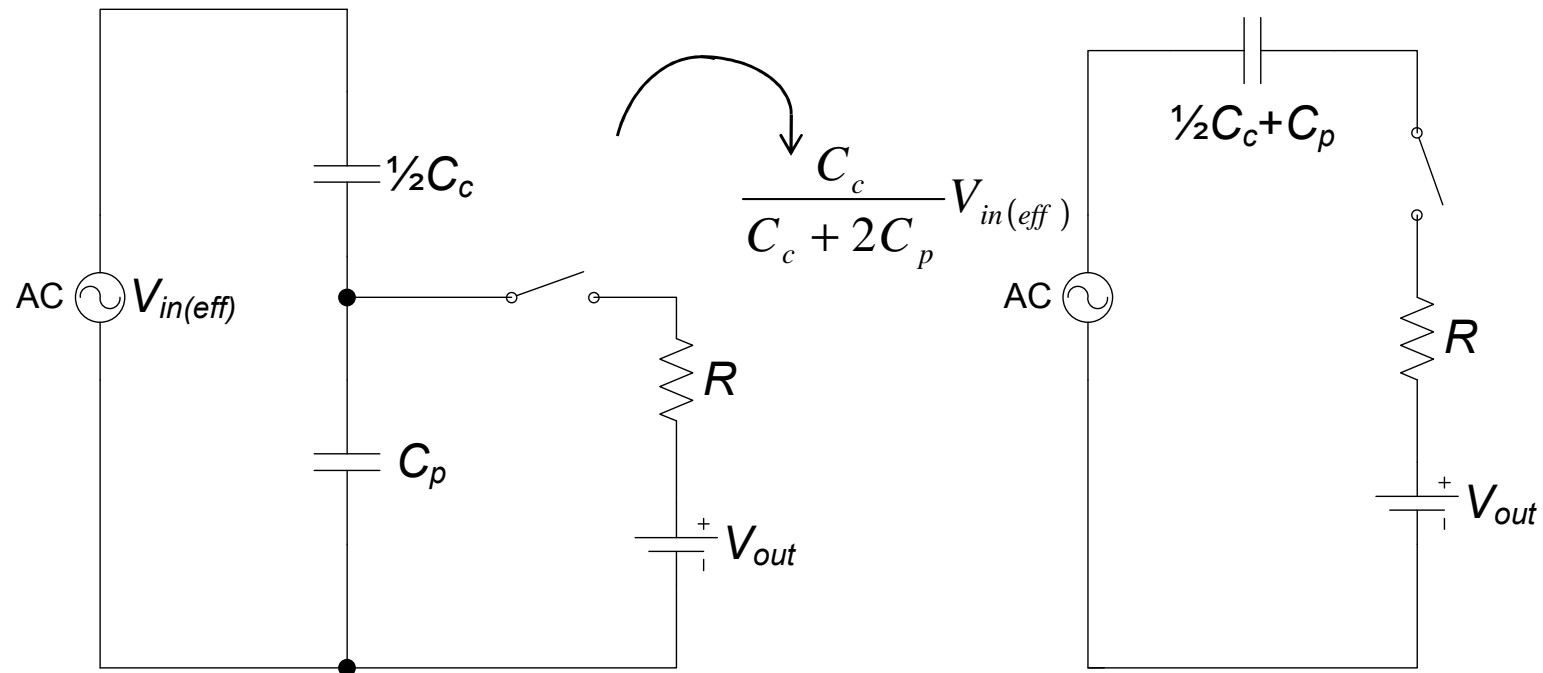 ½Cc
AC Vin(eff)
Cp
R
+
-
Vout
Cc
Cc + 2Cp
Vin(eff)
½Cc+Cp
AC
R
+
-
Vout